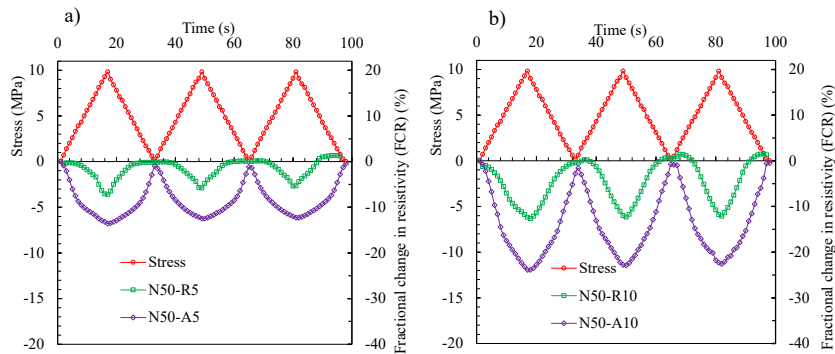 a)
Time (s)
0 20 40 60 80 100
10
5
0
-5
-10
-15
-20
Stress (MPa)
20
10
0
-10
-20
-30
-40
Fractional change in resistivity (FCR) (%)
Stress
N50-R5
N50-A5
b)
Time (s)
0 20 40 60 80 100
10
5
0
-5
-10
-15
-20
Stress (MPa)
20
10
0
-10
-20
-30
-40
Fractional change in resistivity (FCR) (%)
Stress
N50-R10
N50-A10